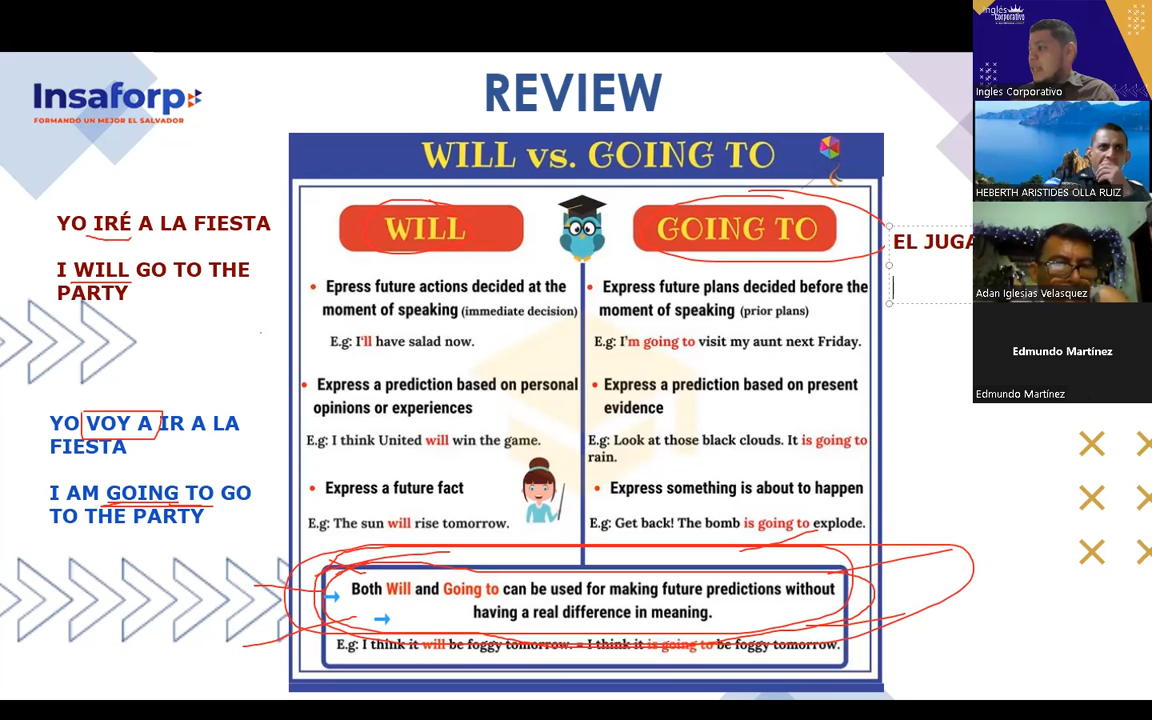 Insaforp
FORMANDO UN MEJOR EL SALVADOR
REVIEW
WILL vs. GOING TO
YO IRÉ A LA FIESTA
I WILL GO TO THE
PARTY
YO VOY A IR A LA
FIESTA
I AM GOING TO GO
TO THE PARTY
WILL
Epress future actions decided at the
moment of speaking (immediate decision)
E.g: I'll have salad now.
Express a prediction based on personal
opinions or experiences
E.g: I think United will win the game.
Express a future fact
E.g: The sun will rise tomorrow.
GOING TO
Express future plans decided before the
moment of speaking (prior plans)
E.g: I'm going to visit my aunt next Friday.
Express a prediction based on present
evidence
E.g: Look at those black clouds. It is going to
rain.
Express something is about to happen
E.g: Get back! The bomb is going to explode.
Both Will and Going to can be used for making future predictions without
having a real difference in meaning.
E.g: I think it will be foggy tomorrow. = I think it is going to be foggy tomorrow.
EL JUGA
Inglés
Corporativo
Ingles Corporativo
HEBERTH ARISTIDES OLLA RUIZ
Adan Iglesias Velasquez
Edmundo Martínez
Edmundo Martínez